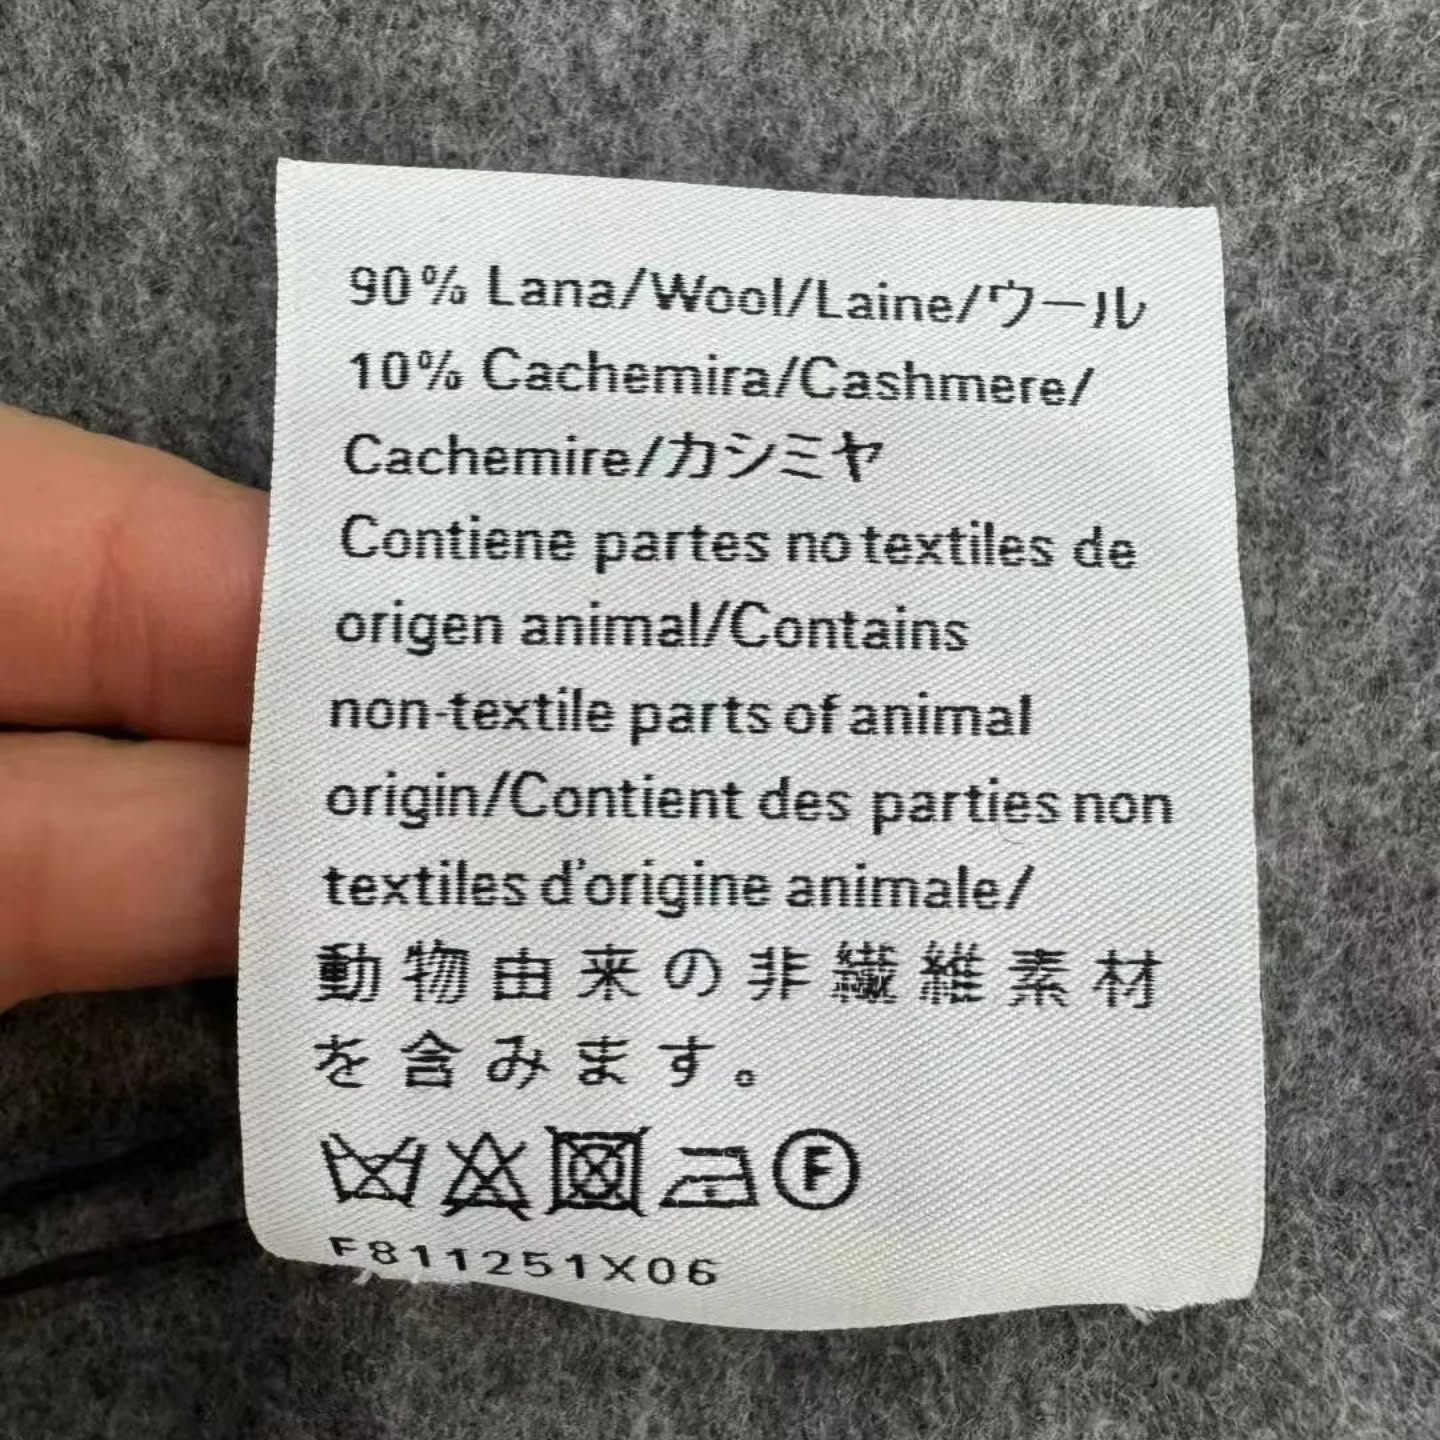 90% Lana/Wool/Laine/ウール
10% Cachemira/Cashmere/
Cachemire/カシミヤ
Contiene partes no textiles de
origen animal/Contains
non-textile parts of animal
origin/Contient des parties non
textiles d'origine animale/
動物由来の非繊維素材
を含みます。
F
F811251X06